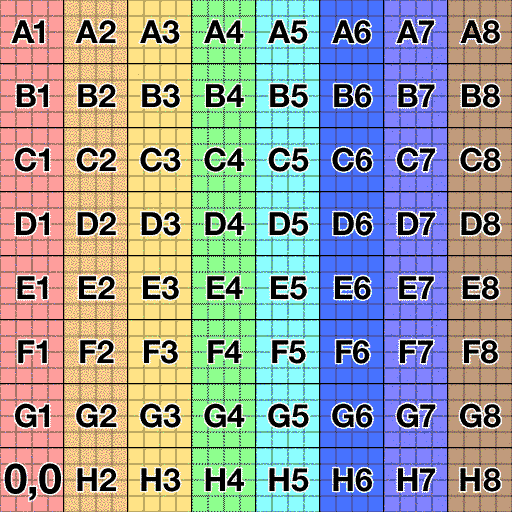 A1 A2 A3 A4 A5 A6 A7 A8
B1 B2 B3 B4 B5 B6 B7 B8
C1 C2 C3 C4 C5 C6 C7 C8
D1 D2 D3 D4 D5 D6 D7 D8
E1 E2 E3 E4 E5 E6 E7 E8
F1 F2 F3 F4 F5 F6 F7 F8
G1 G2 G3 G4 G5 G6 G7 G8
0,0 H2 H3 H4 H5 H6 H7 H8